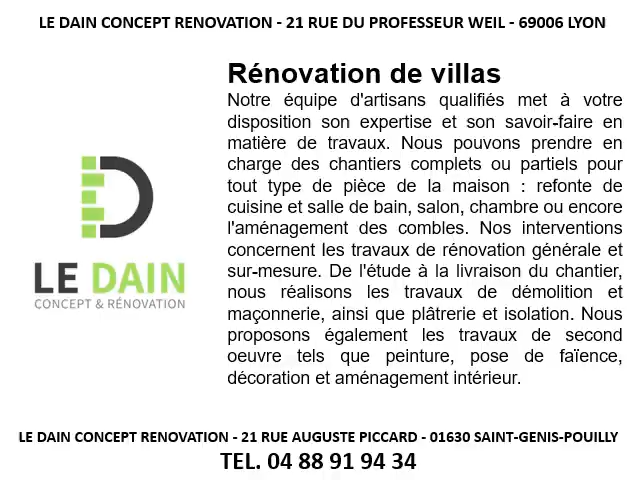 LE DAIN CONCEPT RENOVATION - 21 RUE DU PROFESSEUR WEIL - 69006 LYON
Rénovation de villas
Notre équipe d'artisans qualifiés met à votre
disposition son expertise et son savoir-faire en
matière de travaux. Nous pouvons prendre en
charge des chantiers complets ou partiels pour
tout type de pièce de la maison : refonte de
cuisine et salle de bain, salon, chambre ou encore
l'aménagement des combles. Nos interventions
concernent les travaux de rénovation générale et
sur-mesure. De l'étude à la livraison du chantier,
nous réalisons les travaux de démolition et
maçonnerie, ainsi que plâtrerie et isolation. Nous
proposons également les travaux de second
oeuvre tels que peinture, pose de faïence,
décoration et aménagement intérieur.
D
LE DAIN
CONCEPT & RÉNOVATION
LE DAIN CONCEPT RENOVATION - 21 RUE AUGUSTE PICCARD - 01630 SAINT-GENIS-POUILLY
TEL. 04 88 91 94 34